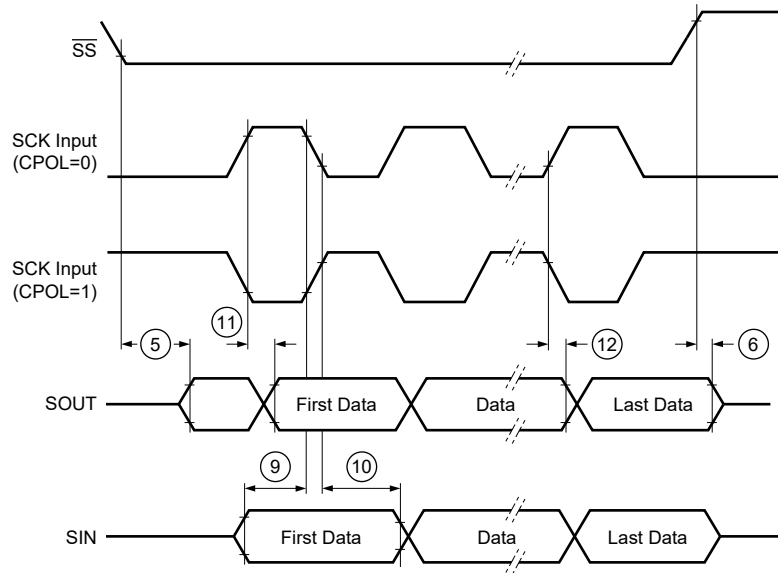 SS
SCK Input
(CPOL=0)
SCK Input
(CPOL=1)
11
5
12
6
SOUT
First Data
Data
Last Data
9
10
SIN
First Data
Data
Last Data